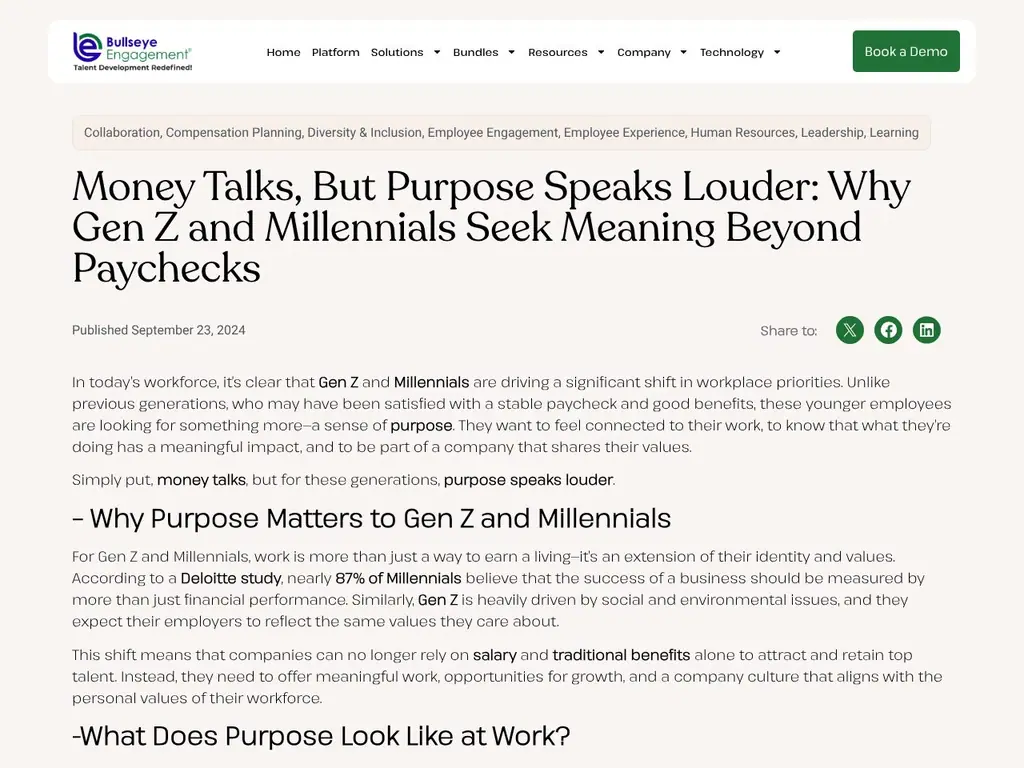 Bullseye
Engagement®
Talent Development Redefined!
Home Platform Solutions Bundles Resources Company Technology
Book a Demo
Collaboration, Compensation Planning, Diversity & Inclusion, Employee Engagement, Employee Experience, Human Resources, Leadership, Learning
Money Talks, But Purpose Speaks Louder: Why
Gen Z and Millennials Seek Meaning Beyond
Paychecks
Published September 23, 2024
Share to:
In today's workforce, it's clear that Gen Z and Millennials are driving a significant shift in workplace priorities. Unlike
previous generations, who may have been satisfied with a stable paycheck and good benefits, these younger employees
are looking for something more—a sense of purpose. They want to feel connected to their work, to know that what they're
doing has a meaningful impact, and to be part of a company that shares their values.
Simply put, money talks, but for these generations, purpose speaks louder.
– Why Purpose Matters to Gen Z and Millennials
For Gen Z and Millennials, work is more than just a way to earn a living—it's an extension of their identity and values.
According to a Deloitte study, nearly 87% of Millennials believe that the success of a business should be measured by
more than just financial performance. Similarly, Gen Z is heavily driven by social and environmental issues, and they
expect their employers to reflect the same values they care about.
This shift means that companies can no longer rely on salary and traditional benefits alone to attract and retain top
talent. Instead, they need to offer meaningful work, opportunities for growth, and a company culture that aligns with the
personal values of their workforce.
-What Does Purpose Look Like at Work?